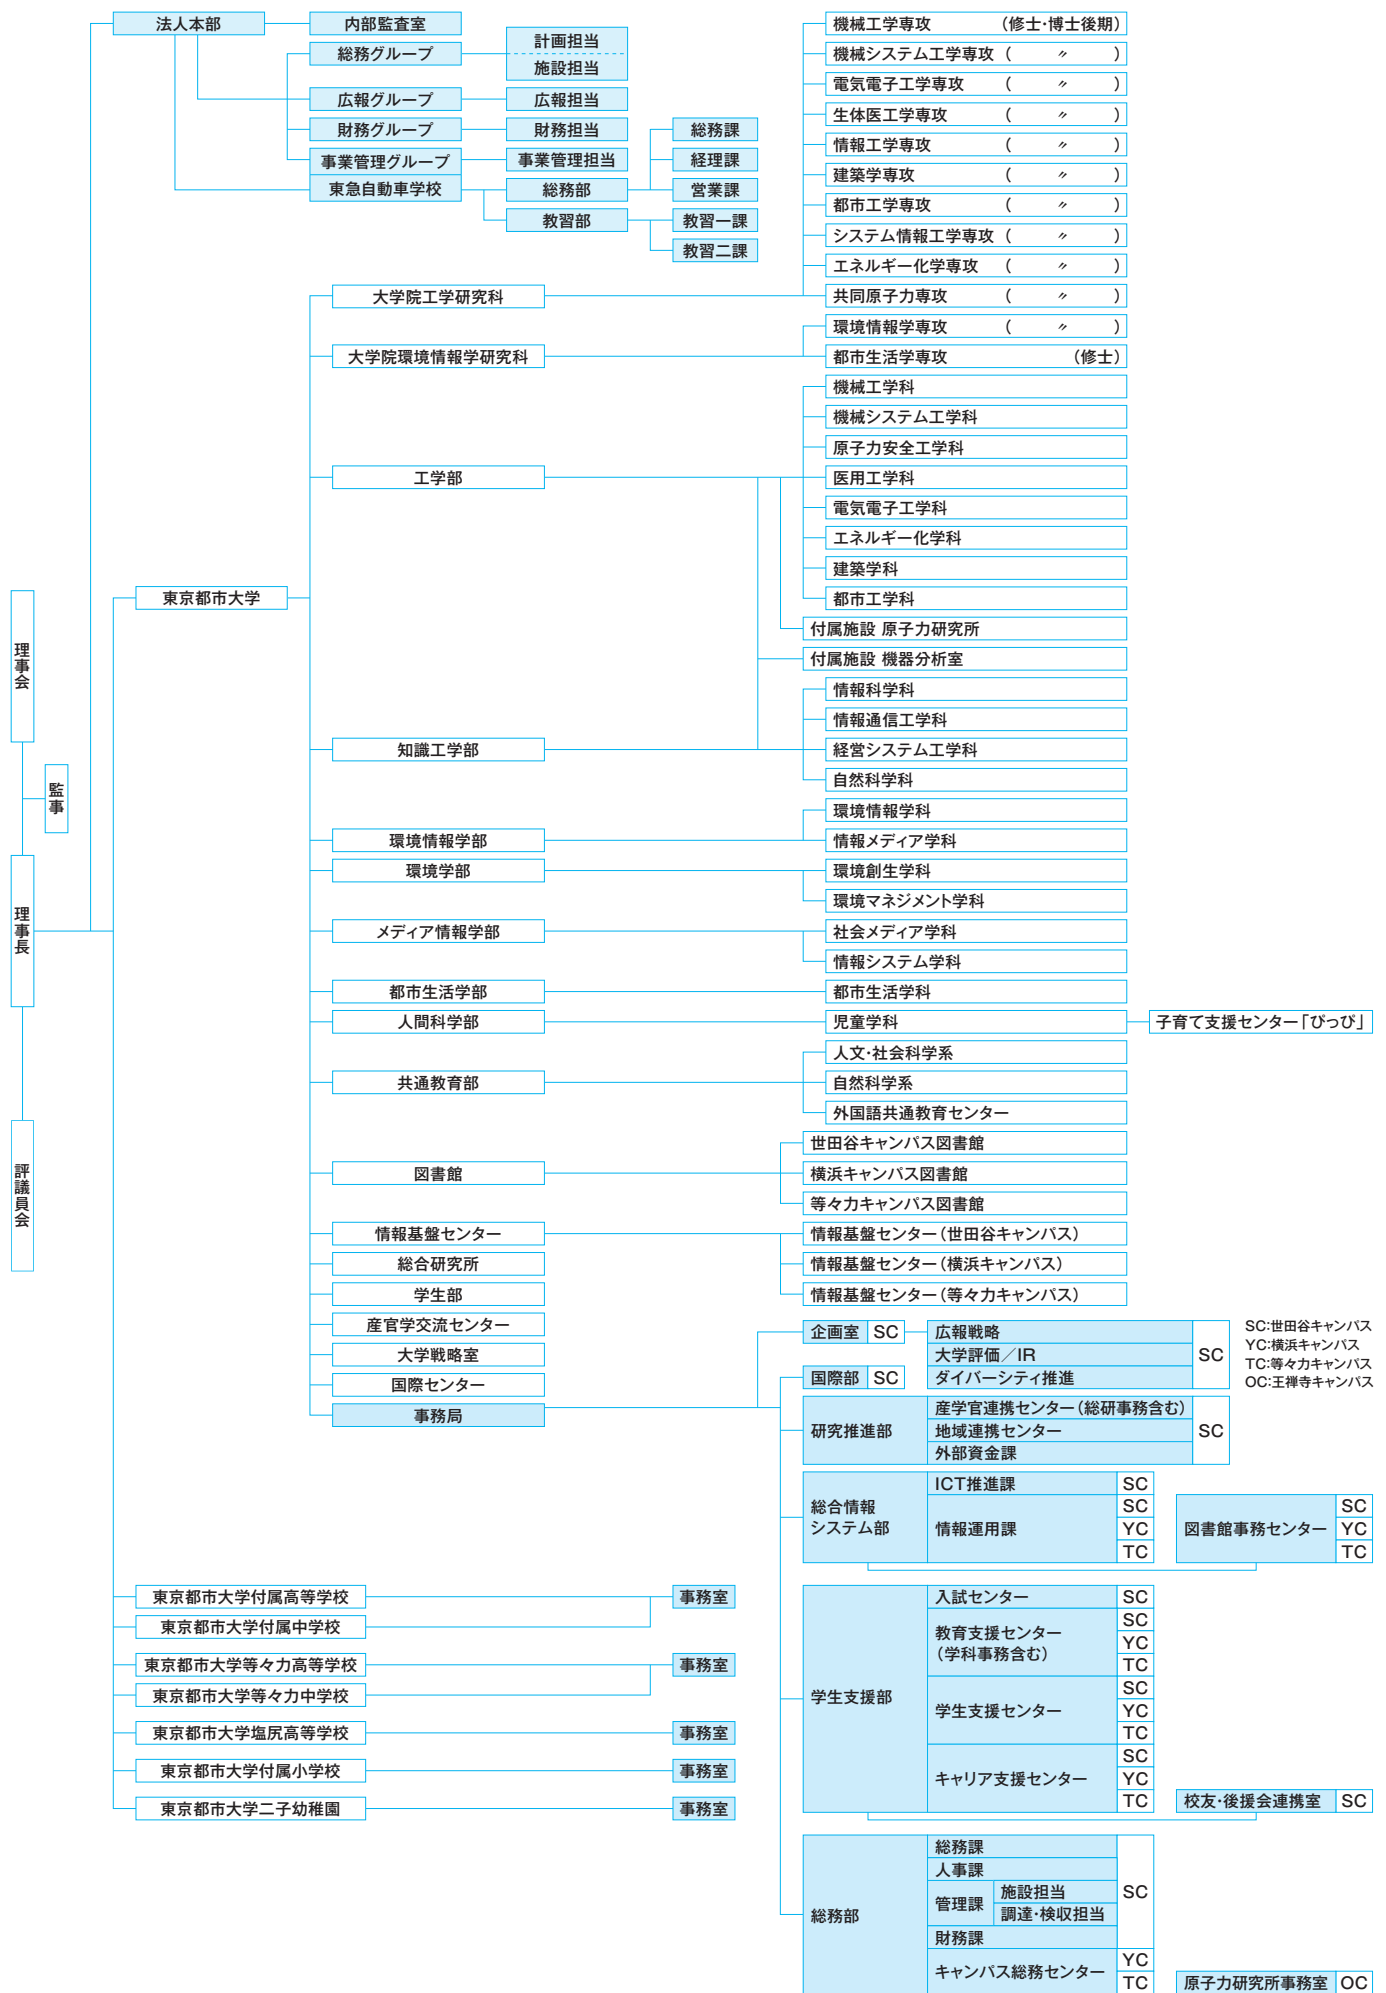 法人本部
内部監査室
総務グループ
計画担当
施設担当
広報グループ
広報担当
財務グループ
財務担当
事業管理グループ
事業管理担当
東急自動車学校
総務部
総務課
経理課
営業課
教習部
教習一課
教習二課
理事会
監事
理事長
評議員会
東京都市大学
大学院工学研究科
機械工学専攻 (修士・博士後期)
機械システム工学専攻 ( 〃 )
電気電子工学専攻 ( 〃 )
生体医工学専攻 ( 〃 )
情報工学専攻 ( 〃 )
建築学専攻 ( 〃 )
都市工学専攻 ( 〃 )
システム情報工学専攻 ( 〃 )
エネルギー化学専攻 ( 〃 )
共同原子力専攻 ( 〃 )
大学院環境情報学研究科
環境情報学専攻 ( 〃 )
都市生活学専攻 (修士)
工学部
機械工学科
機械システム工学科
原子力安全工学科
医用工学科
電気電子工学科
エネルギー化学科
建築学科
都市工学科
付属施設 原子力研究所
付属施設 機器分析室
知識工学部
情報科学科
情報通信工学科
経営システム工学科
自然科学科
環境情報学部
環境情報学科
情報メディア学科
環境学部
環境創生学科
環境マネジメント学科
メディア情報学部
社会メディア学科
情報システム学科
都市生活学部
都市生活学科
人間科学部
児童学科
子育て支援センター「ぴっぴ」
共通教育部
人文・社会科学系
自然科学系
外国語共通教育センター
図書館
世田谷キャンパス図書館
横浜キャンパス図書館
等々力キャンパス図書館
情報基盤センター
情報基盤センター(世田谷キャンパス)
情報基盤センター(横浜キャンパス)
情報基盤センター(等々力キャンパス)
総合研究所
学生部
産官学交流センター
大学戦略室
国際センター
事務局
企画室 SC
広報戦略
大学評価／IR
ダイバーシティ推進
SC
国際部 SC
SC:世田谷キャンパス
YC:横浜キャンパス
TC:等々力キャンパス
OC:王禅寺キャンパス
研究推進部
産学官連携センター(総研事務含む)
地域連携センター
外部資金課
SC
総合情報
システム部
ICT推進課 SC
情報運用課
SC
YC
TC
図書館事務センター
SC
YC
TC
学生支援部
入試センター SC
教育支援センター
(学科事務含む)
SC
YC
TC
学生支援センター
SC
YC
TC
キャリア支援センター
SC
YC
TC
校友・後援会連携室 SC
総務部
総務課
人事課
管理課
施設担当
調達・検収担当
財務課
SC
キャンパス総務センター
YC
TC
原子力研究所事務室 OC
東京都市大学付属高等学校
事務室
東京都市大学付属中学校
東京都市大学等々力高等学校
事務室
東京都市大学等々力中学校
東京都市大学塩尻高等学校
事務室
東京都市大学付属小学校
事務室
東京都市大学二子幼稚園
事務室